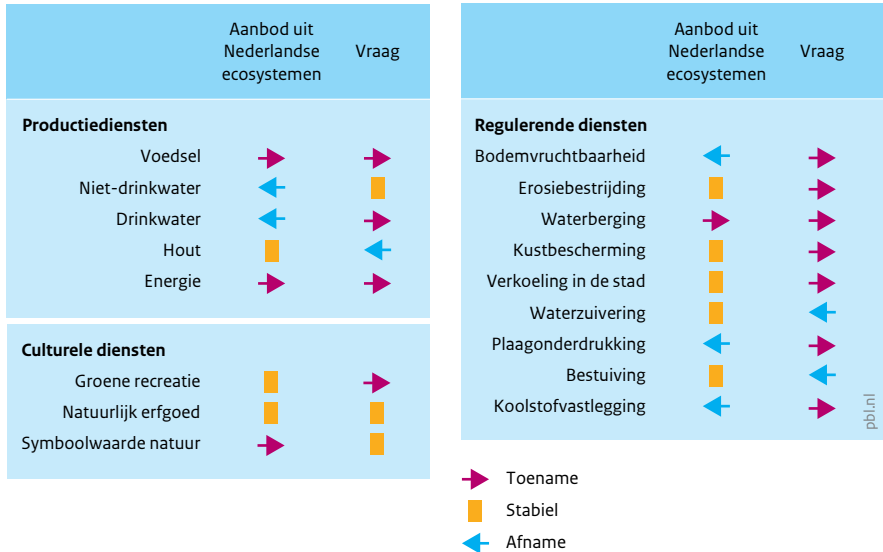 Aanbod uit
Nederlandse
ecosystemen
Vraag
Productiediensten
Voedsel
Niet-drinkwater
Drinkwater
Hout
Energie
Culturele diensten
Groene recreatie
Natuurlijk erfgoed
Symboolwaarde natuur
Aanbod uit
Nederlandse
ecosystemen
Vraag
Regulerende diensten
Bodemvruchtbaarheid
Erosiebestrijding
Waterberging
Kustbescherming
Verkoeling in de stad
Waterzuivering
Plaagonderdrukking
Bestuiving
Koolstofvastlegging
pbl.nl
Toename
Stabiel
Afname